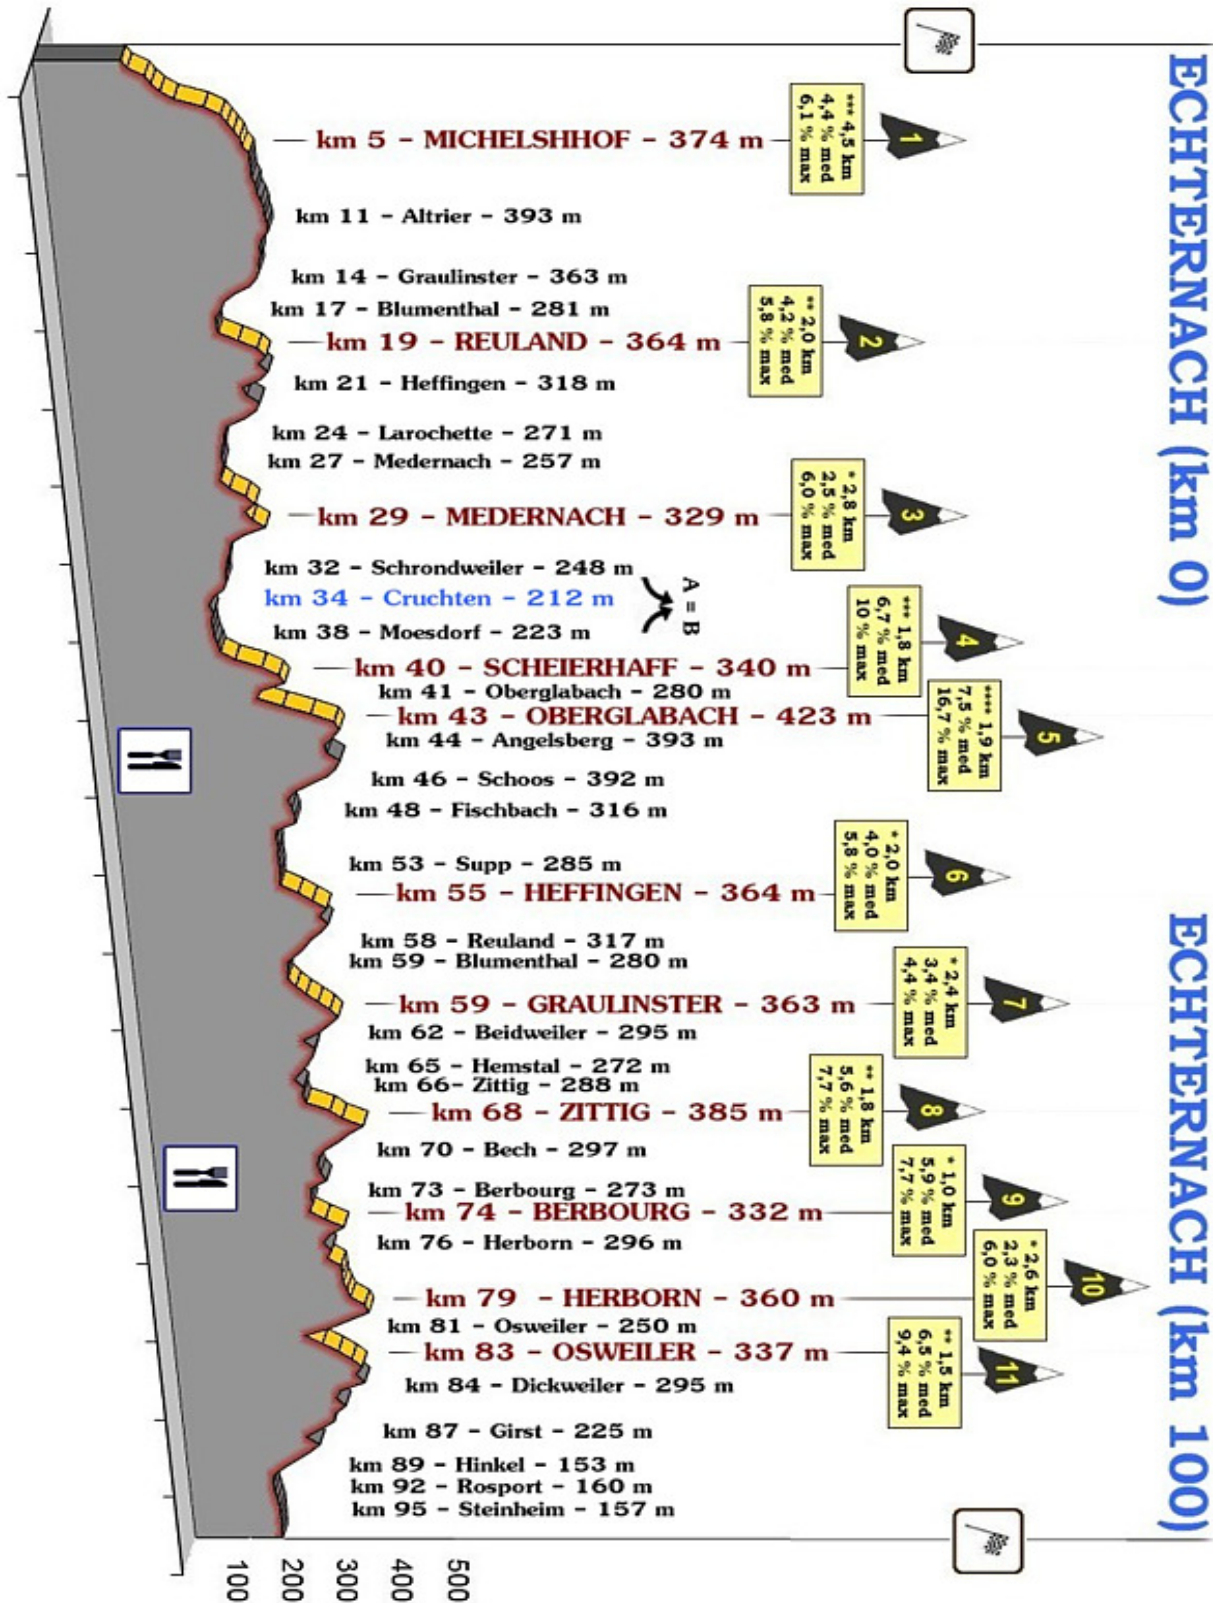 ECHTERNACH (km 0)
ECHTERNACH (km 100)
1
*** 4,5 km
4,4 % med
6,1 % max
km 5 - MICHELSHHOF - 374 m
km 11 - Altrier - 393 m
km 14 - Graulinster - 363 m
km 17 - Blumenthal - 281 m
2
** 2,0 km
4,2 % med
5,8 % max
km 19 - REULAND - 364 m
km 21 - Heffingen - 318 m
km 24 - Larochette - 271 m
km 27 - Medernach - 257 m
3
* 2,8 km
2,5 % med
6,0 % max
km 29 - MEDERNACH - 329 m
km 32 - Schrondweiler - 248 m
km 34 - Cruchten - 212 m
A = B
km 38 - Moesdorf - 223 m
4
*** 1,8 km
6,7 % med
10 % max
km 40 - SCHEIERHAFF - 340 m
km 41 - Oberglabach - 280 m
5
**** 1,9 km
7,5 % med
16,7 % max
km 43 - OBERGLABACH - 423 m
km 44 - Angelsberg - 393 m
km 46 - Schoos - 392 m
km 48 - Fischbach - 316 m
km 53 - Supp - 285 m
6
* 2,0 km
4,0 % med
5,8 % max
km 55 - HEFFINGEN - 364 m
km 58 - Reuland - 317 m
km 59 - Blumenthal - 280 m
7
* 2,4 km
3,4 % med
4,4 % max
km 59 - GRAULINSTER - 363 m
km 62 - Beidweiler - 295 m
km 65 - Hemstal - 272 m
km 66- Zittig - 288 m
8
** 1,8 km
5,6 % med
7,7 % max
km 68 - ZITTIG - 385 m
km 70 - Bech - 297 m
km 73 - Berbourg - 273 m
9
* 1,0 km
5,9 % med
7,7 % max
km 74 - BERBOURG - 332 m
km 76 - Herborn - 296 m
10
* 2,6 km
2,3 % med
6,0 % max
km 79 - HERBORN - 360 m
km 81 - Osweiler - 250 m
11
** 1,5 km
6,5 % med
9,4 % max
km 83 - OSWEILER - 337 m
km 84 - Dickweiler - 295 m
km 87 - Girst - 225 m
km 89 - Hinkel - 153 m
km 92 - Rosport - 160 m
km 95 - Steinheim - 157 m
100
200
300
400
500